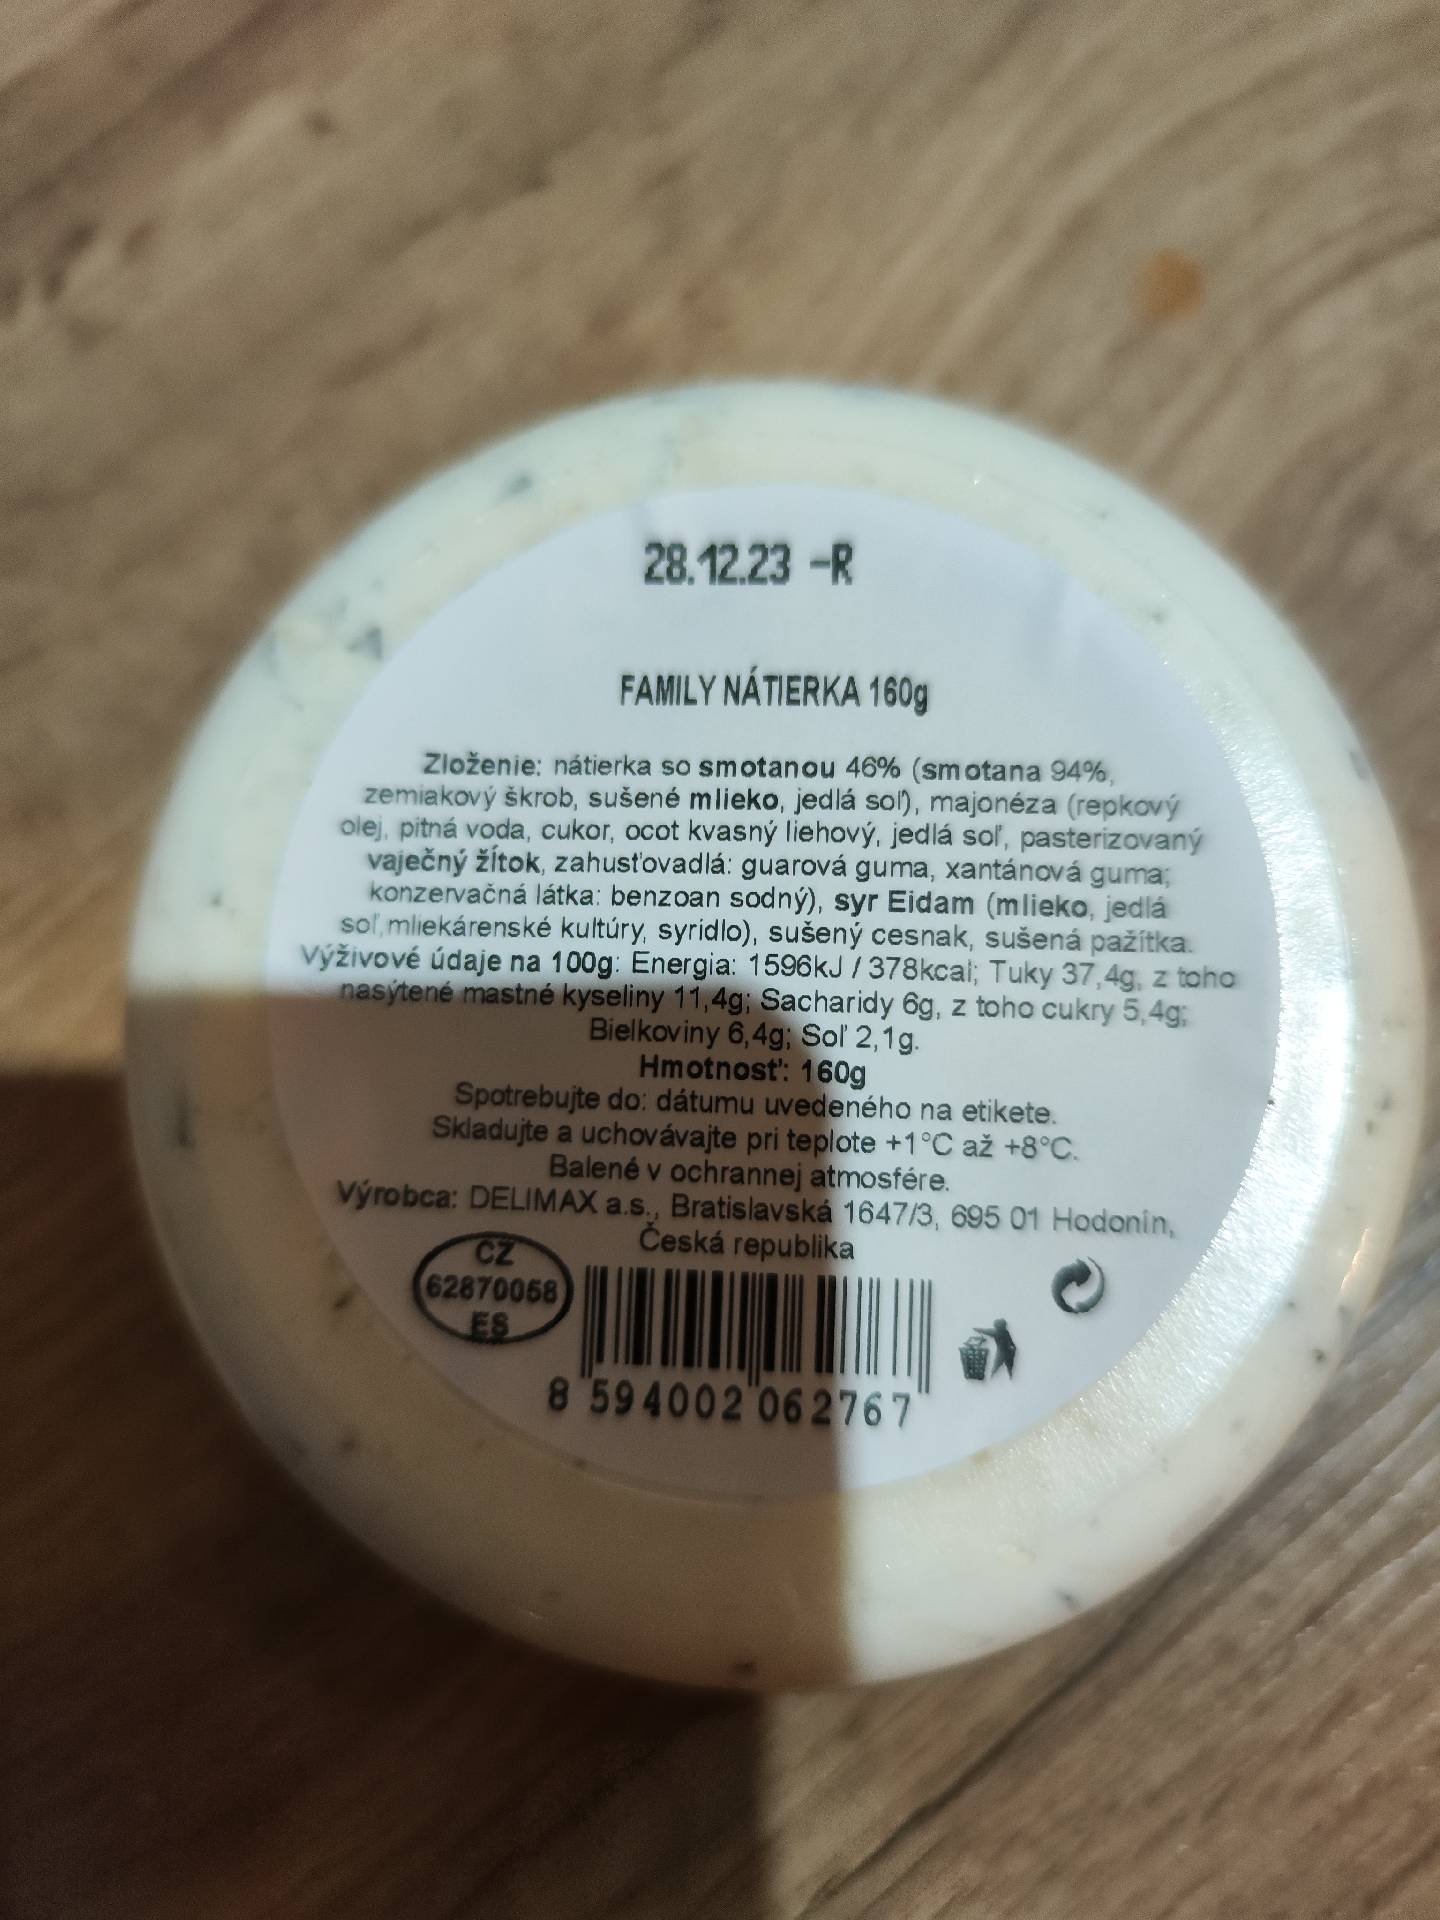 28.12.23 -R
FAMILY NÁTIERKA 160g
Zloženie: nátierka so smotanou 46% (smotana 94%,
zemiakový škrob, sušené mlieko, jedlá soľ), majonéza (repkový
olej, pitná voda, cukor, ocot kvasný liehový, jedlá soľ, pasterizovaný
vaječný žĺtok, zahusťovadlá: guarová guma, xantánová guma;
konzervačná látka: benzoan sodný), syr Eidam (mlieko, jedlá
soľ,mliekárenské kultúry, syridlo), sušený cesnak, sušená pažítka.
Výživové údaje na 100g: Energia: 1596kJ / 378kcal; Tuky 37,4g, z toho
nasýtené mastné kyseliny 11,4g; Sacharidy 6g, z toho cukry 5,4g;
Bielkoviny 6,4g; Soľ 2,1g.
Hmotnosť: 160g
Spotrebujte do: dátumu uvedeného na etikete.
Skladujte a uchovávajte pri teplote +1°C až +8°C.
Balené v ochrannej atmosfére.
Výrobca: DELIMAX a.s., Bratislavská 1647/3, 695 01 Hodonín,
Česká republika
CZ
62870058
ES
8 594002 062767